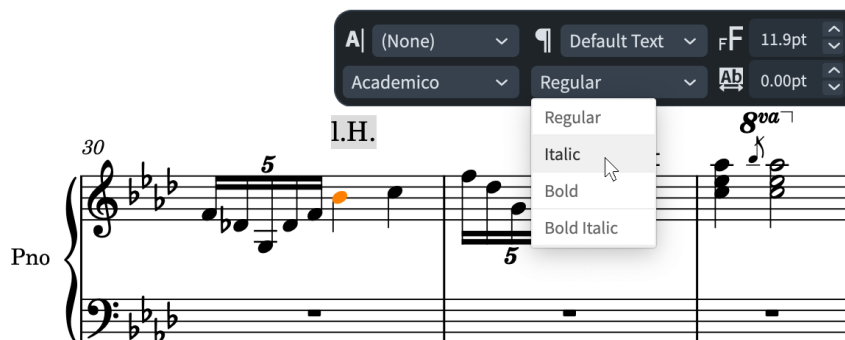 A| (None) ¶ Default Text FF 11.9pt
Academico Regular Ab 0.00pt
Regular
Italic
Bold
Bold Italic
l.H.
8va
30
5
5
Pno